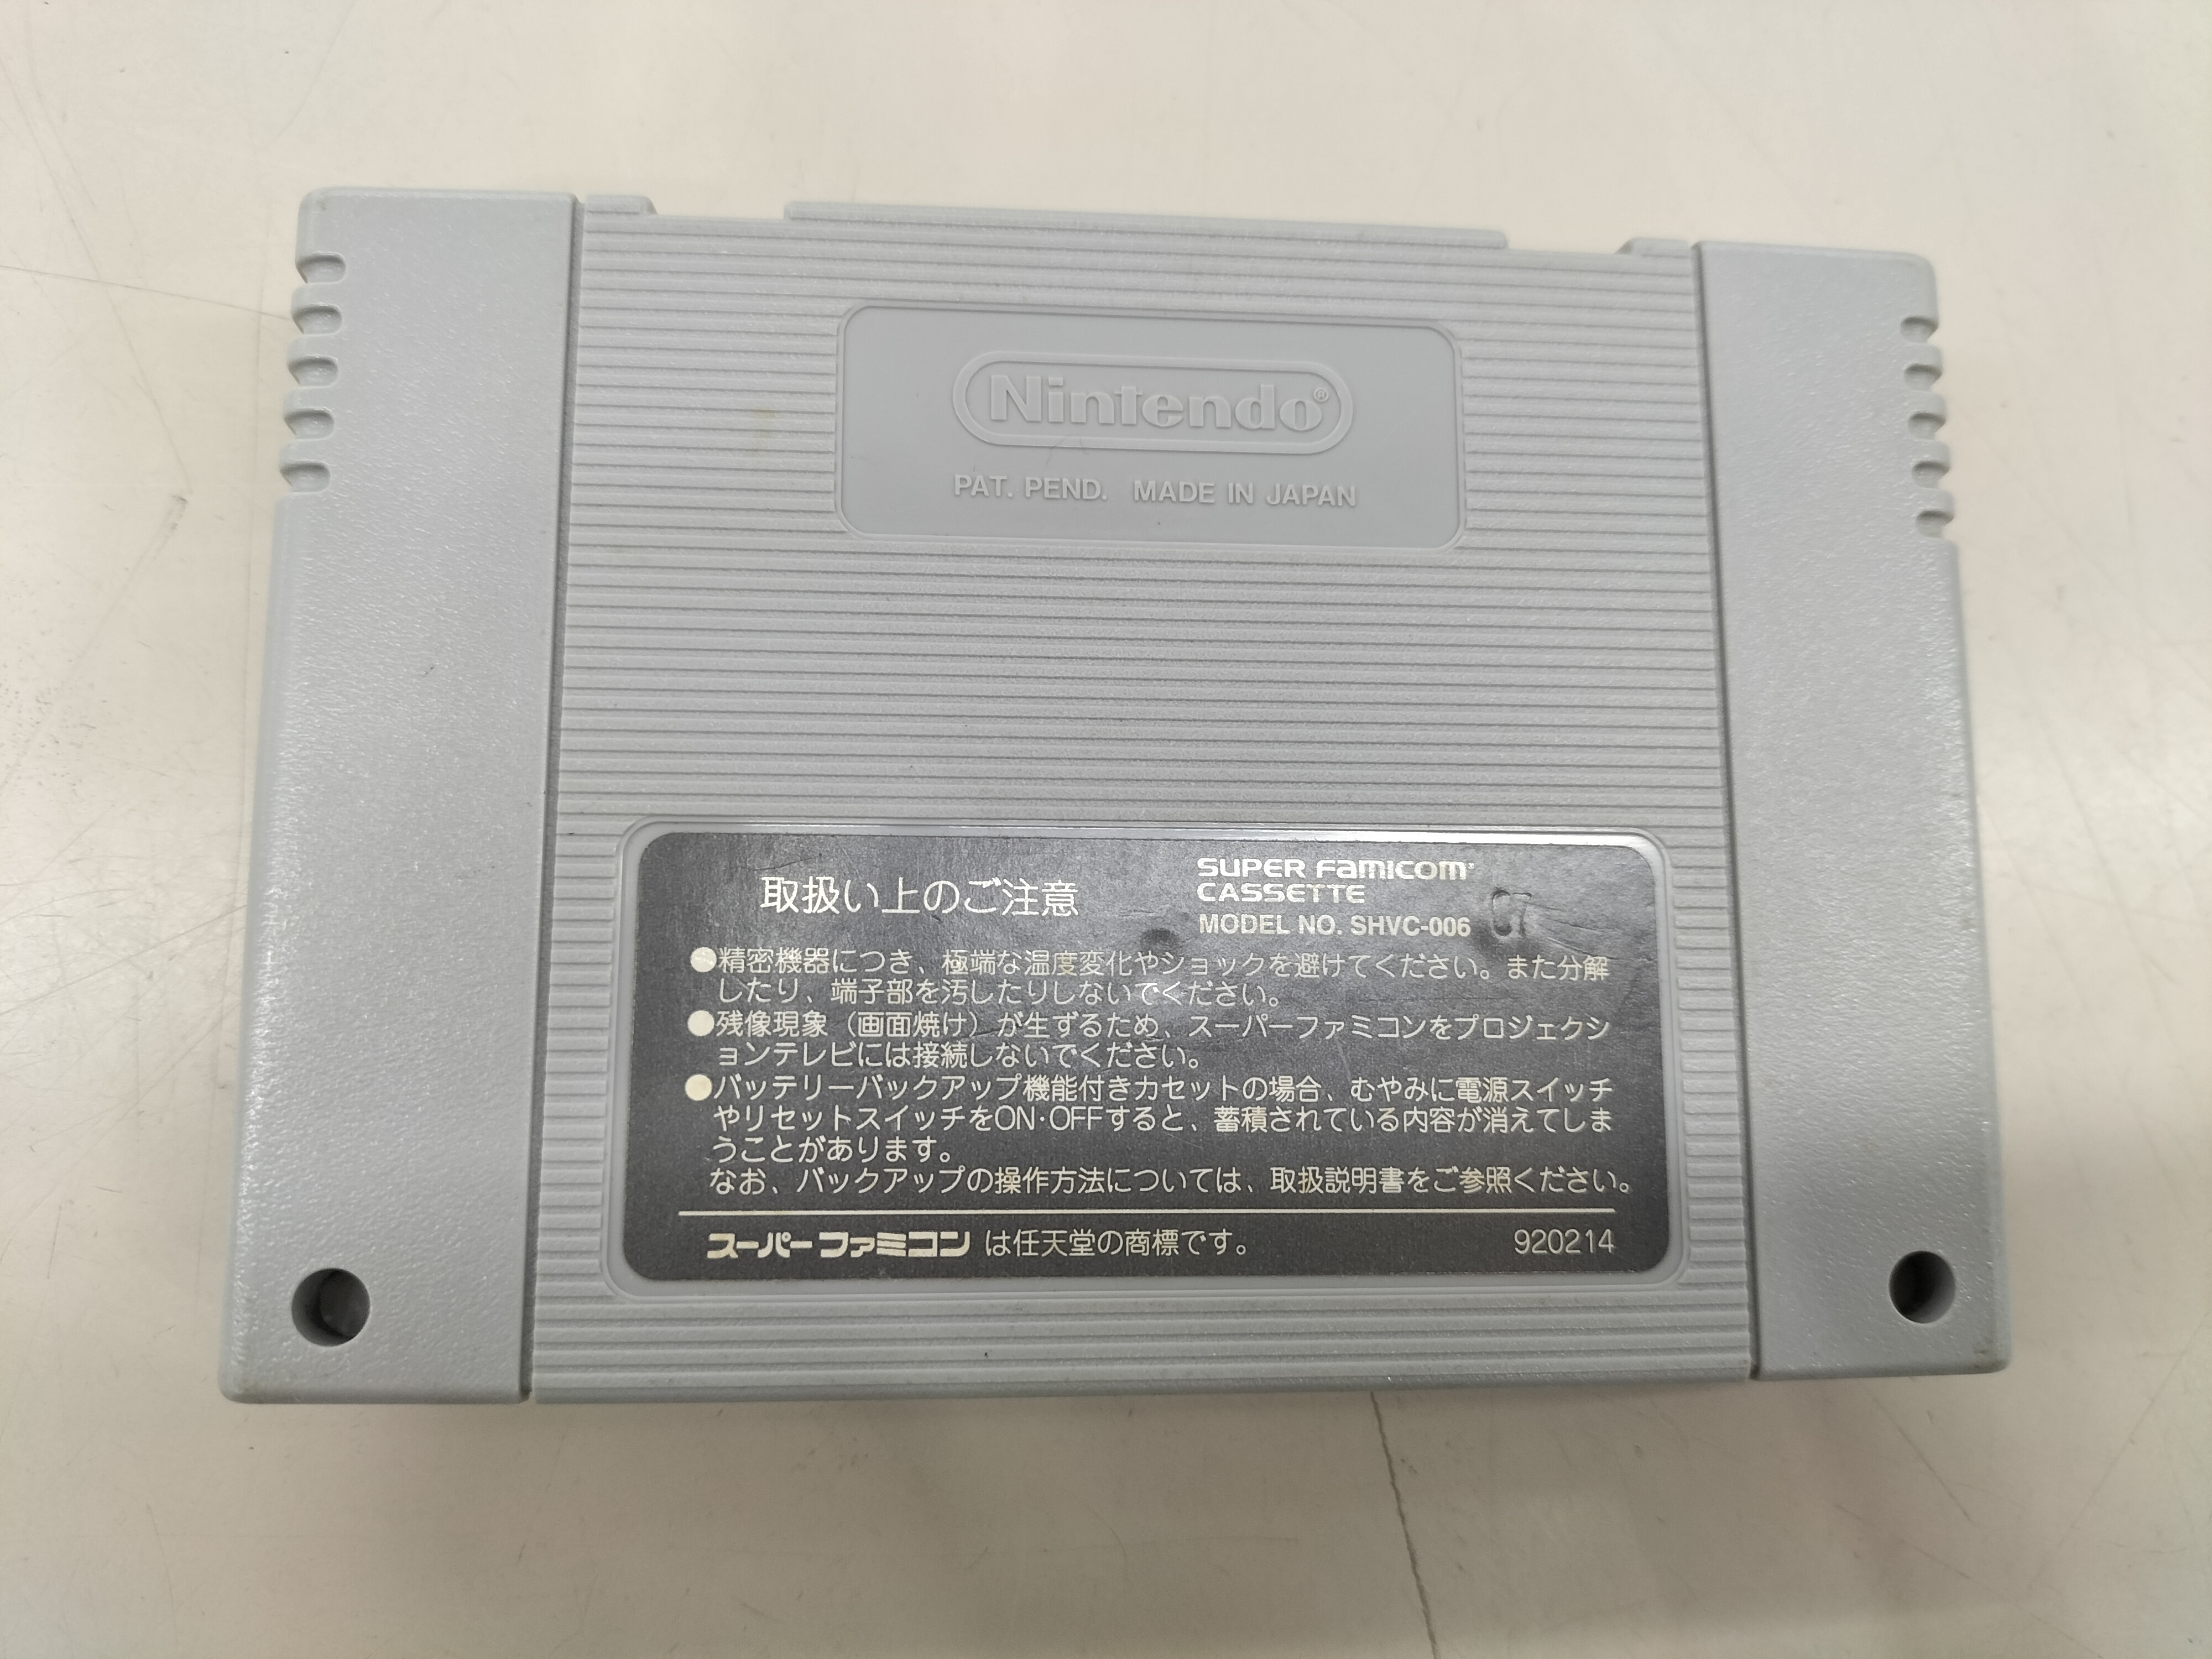 Nintendo®
PAT. PEND. MADE IN JAPAN
取扱い上のご注意
SUPER FAMICOM
CASSETTE
MODEL NO. SHVC-006
07
●精密機器につき、極端な温度変化やショックを避けてください。また分解
したり、端子部を汚したりしないでください。
●残像現象（画面焼け）が生ずるため、スーパーファミコンをプロジェクシ
ョンテレビには接続しないでください。
●バッテリーバックアップ機能付きカセットの場合、むやみに電源スイッチ
やリセットスイッチをON·OFFすると、蓄積されている内容が消えてしま
うことがあります。
なお、バックアップの操作方法については、取扱説明書をご参照ください。
スーパーファミコン は任天堂の商標です。
920214